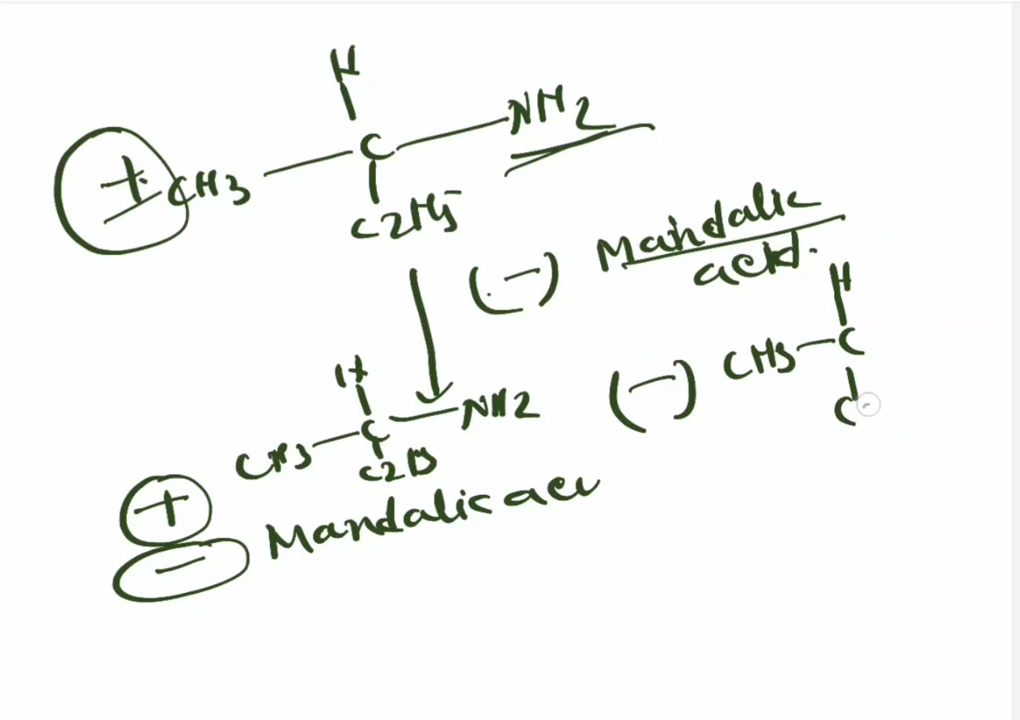 H
± CH3 C NH2
C2H5
(-) Mandalic
acid.
H
CH3 C
C
H
CH3 C NH2 (-)
C2H5
+ Mandalic aci
-